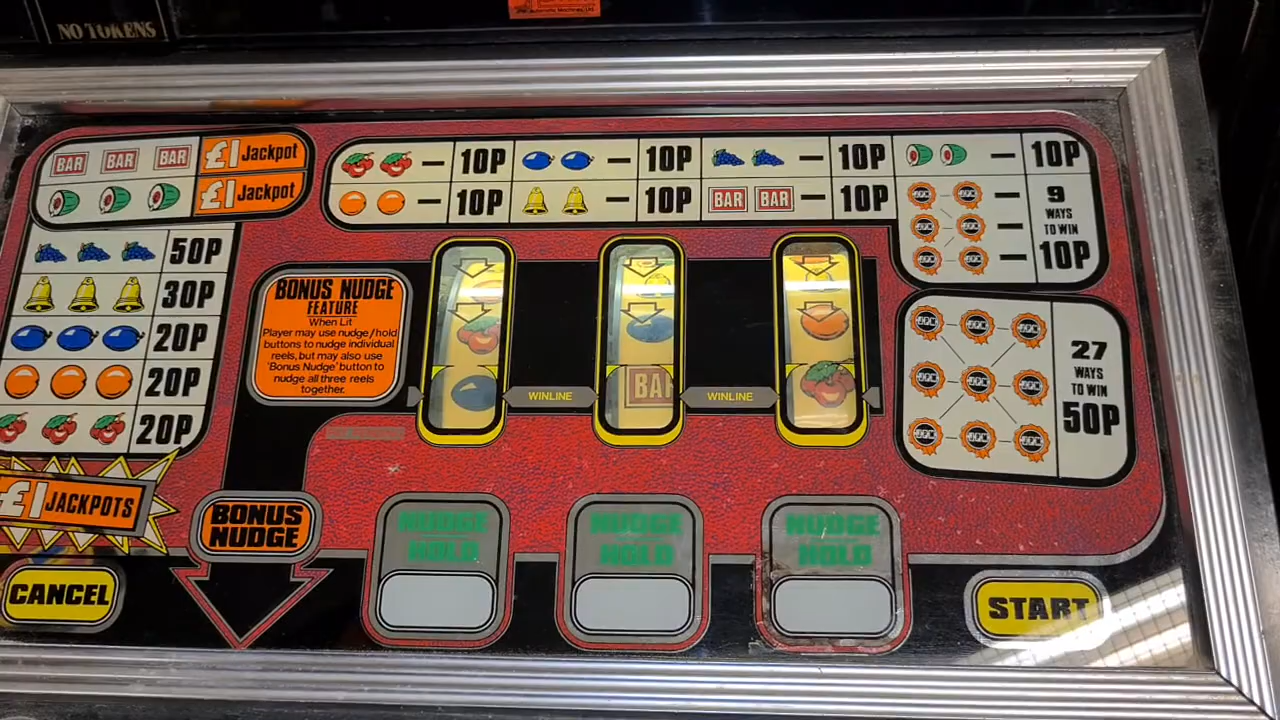 NO TOKENS
BAR BAR BAR £1 Jackpot
£1 Jackpot
50P
30P
20P
20P
20P
10P
10P
10P
10P
10P
BAR BAR 10P
10P
9
WAYS
TO WIN
10P
27
WAYS
TO WIN
50P
BONUS NUDGE
FEATURE
When Lit
Player may use nudge/hold
buttons to nudge individual
reels, but may also use
'Bonus Nudge' button to
nudge all three reels
together.
WINLINE
BAR
WINLINE
£1 JACKPOTS
BONUS
NUDGE
NUDGE
HOLD
NUDGE
HOLD
NUDGE
HOLD
CANCEL
START